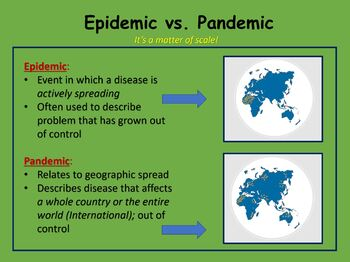 Epidemic vs. Pandemic
It's a matter of scale!
Epidemic:
• Event in which a disease is
actively spreading
• Often used to describe
problem that has grown out
of control
Pandemic:
• Relates to geographic spread
• Describes disease that affects
a whole country or the entire
world (International); out of
control